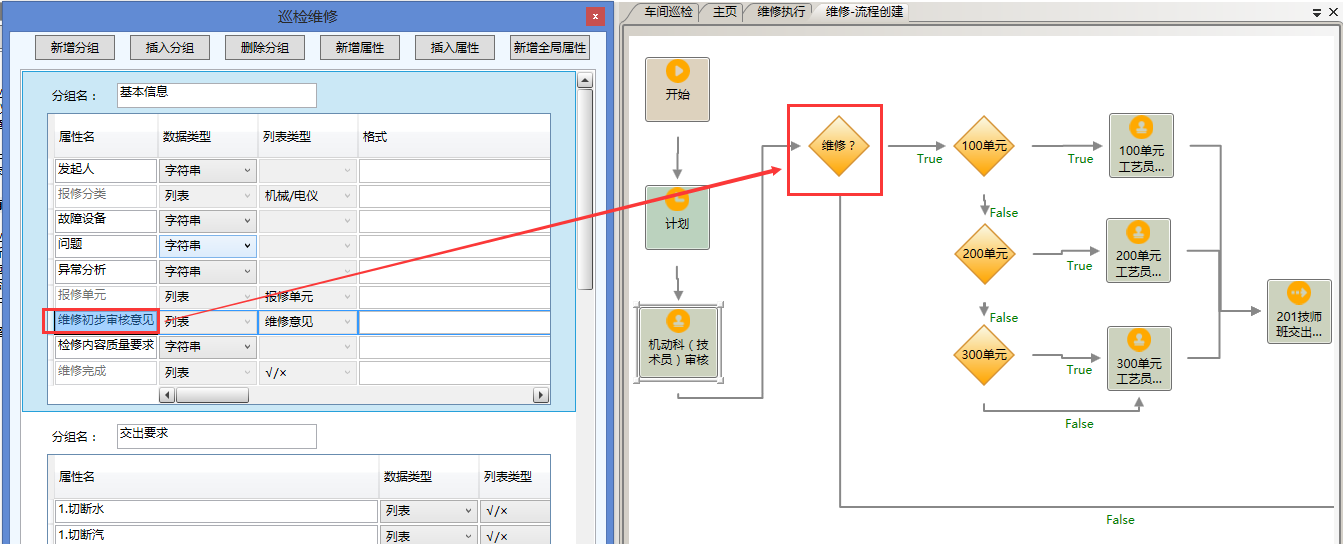 巡检维修
x
新增分组 插入分组 删除分组 新增属性 插入属性 新增全局属性
分组名： 基本信息
属性名 数据类型 列表类型 格式
发起人 字符串
报修分类 列表 机械/电仪
故障设备 字符串
问题 字符串
异常分析 字符串
报修单元 列表 报修单元
维修初步审核意见 列表 维修意见
检修内容质量要求 字符串
维修完成 列表 √/×
分组名： 交出要求
属性名 数据类型 列表类型
1.切断水 列表 √/×
1.切断汽 列表 √/×
车间巡检 主页 维修执行 维修-流程创建
开始
计划
机动科（技
术员）审核
维修？
True
100单元
True
100单元
工艺员...
False
200单元
True
200单元
工艺员...
False
300单元
True
300单元
工艺员...
False
201技师
班交出...
False